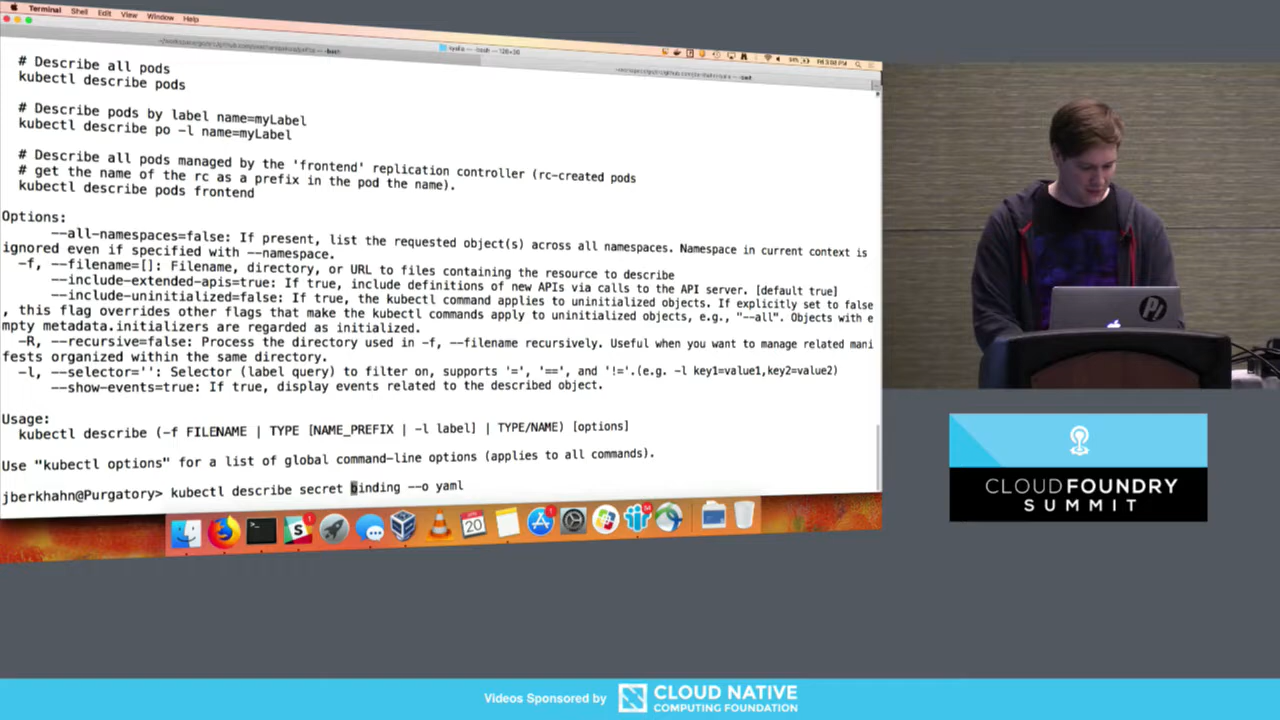 Terminal Shell Edit View Window Help
# Describe all pods
kubectl describe pods
# Describe pods by label name=myLabel
kubectl describe po -l name=myLabel
# Describe all pods managed by the 'frontend' replication controller (rc-created pods
# get the name of the rc as a prefix in the pod the name).
kubectl describe pods frontend
Options:
--all-namespaces=false: If present, list the requested object(s) across all namespaces. Namespace in current context is
ignored even if specified with --namespace.
-f, --filename=[]: Filename, directory, or URL to files containing the resource to describe
--include-extended-apis=true: If true, include definitions of new APIs via calls to the API server. [default true]
--include-uninitialized=false: If true, the kubectl command applies to uninitialized objects. If explicitly set to false
, this flag overrides other flags that make the kubectl commands apply to uninitialized objects, e.g., "--all". Objects with e
mpty metadata.initializers are regarded as initialized.
-R, --recursive=false: Process the directory used in -f, --filename recursively. Useful when you want to manage related mani
fests organized within the same directory.
-l, --selector='': Selector (label query) to filter on, supports '=', '==', and '!='.(e.g. -l key1=value1,key2=value2)
--show-events=true: If true, display events related to the described object.
Usage:
kubectl describe (-f FILENAME | TYPE [NAME_PREFIX | -l label] | TYPE/NAME) [options]
Use "kubectl options" for a list of global command-line options (applies to all commands).
jberkhahn@Purgatory> kubectl describe secret binding --o yaml
20
CLOUD FOUNDRY
SUMMIT
Videos Sponsored by
CLOUD NATIVE
COMPUTING FOUNDATION